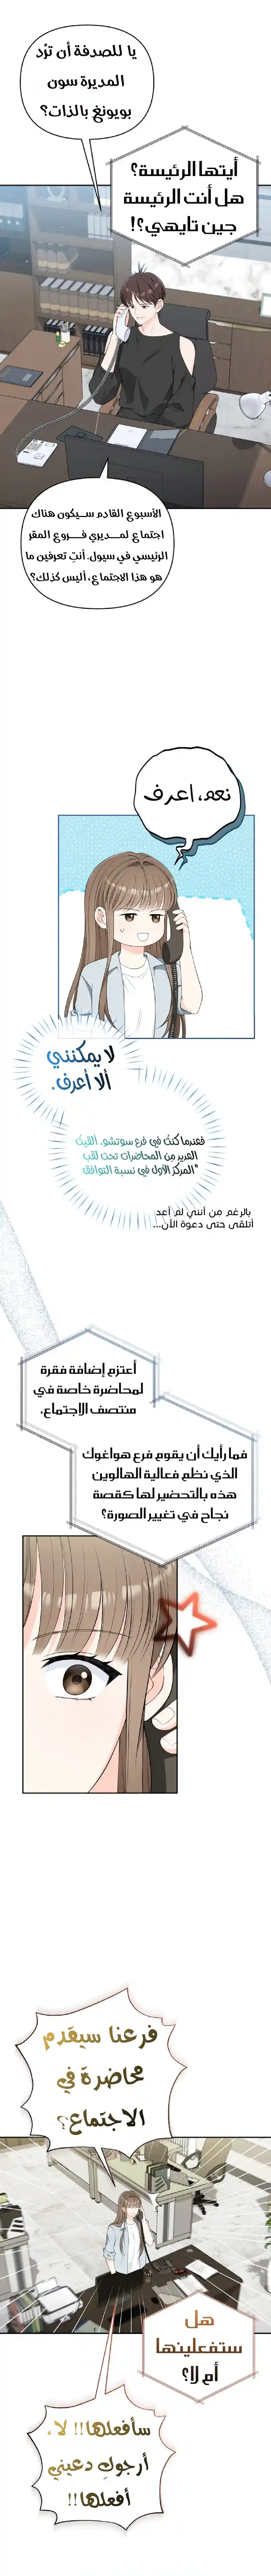 يا للصدفة أن ترُد
المديرة سون
بويونغ بالذات؟
أيتها الرئيسة؟
هل أنت الرئيسة
جين تايهي؟!
الأسبوع القادم سيكون هناك
اجتماع لمديري فروع المقر
الرئيسي في سيول. أنتِ تعرفين ما
هو هذا الاجتماع، أليس كذلك؟
نعم، اعرف
لا يمكنني
ألا أعرف.
فعندما كنتُ في فرع سوتشو، ألقيتُ
العديد من المحاضرات تحت لقب
"المركز الأول في نسبة التوافق
بالرغم من أنني لم أعد
أتلقى حتى دعوة الآن...
أعتزم إضافة فقرة
لمحاضرة خاصة في
منتصف الاجتماع،
فما رأيك أن يقوم فرع هواغوك
الذي نظم فعالية الهالوين
هذه بالتحضير لها كقصة
نجاح في تغيير الصورة؟
فرعنا سيقدم
محاضرة في
الاجتماع؟
هل
ستفعلينها
أم لا؟
سأفعلها!! لا،
أرجوكِ دعيني
أفعلها!!